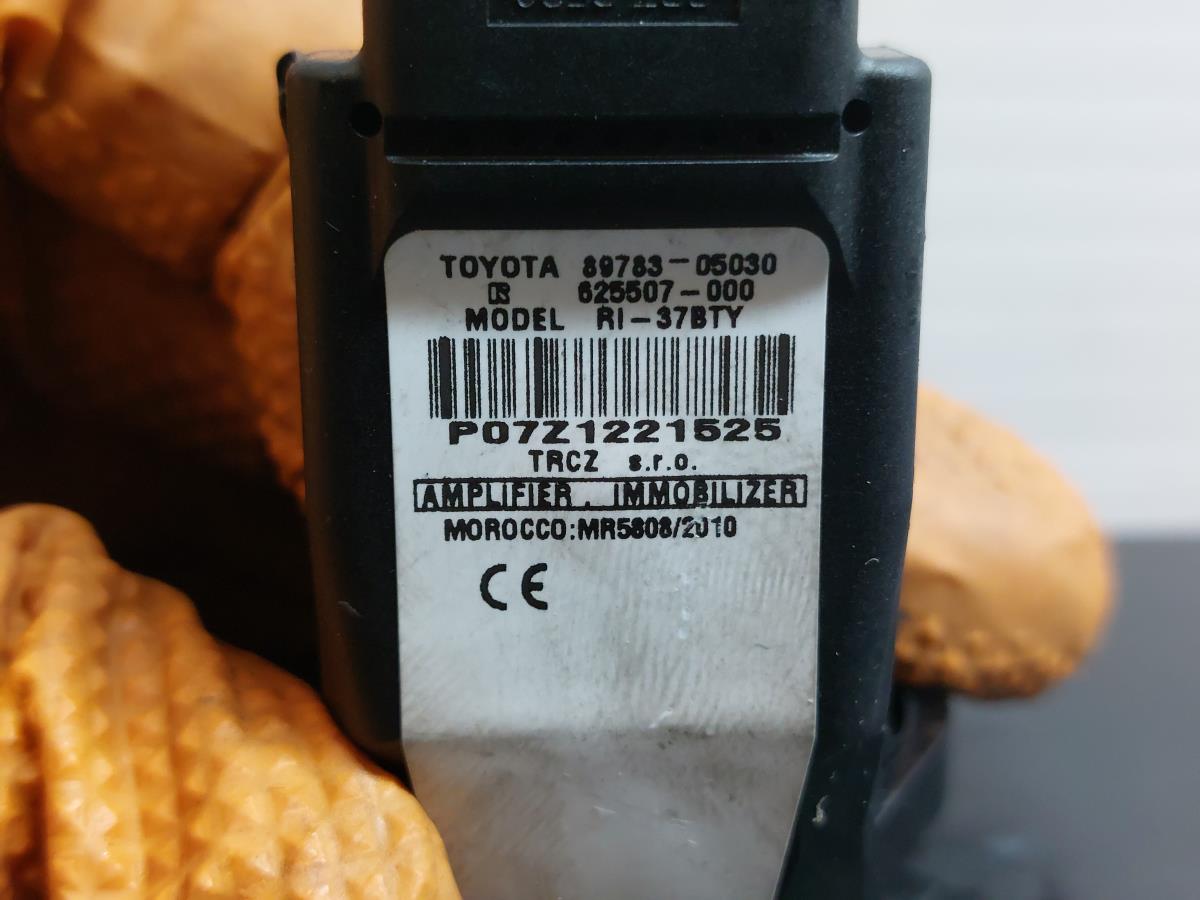 TOYOTA 89783-05030
R 625507-000
MODEL RI-37BTY
P07Z1221525
TRCZ s.r.o.
AMPLIFIER, IMMOBILIZER
MOROCCO:MR5808/2010
CE